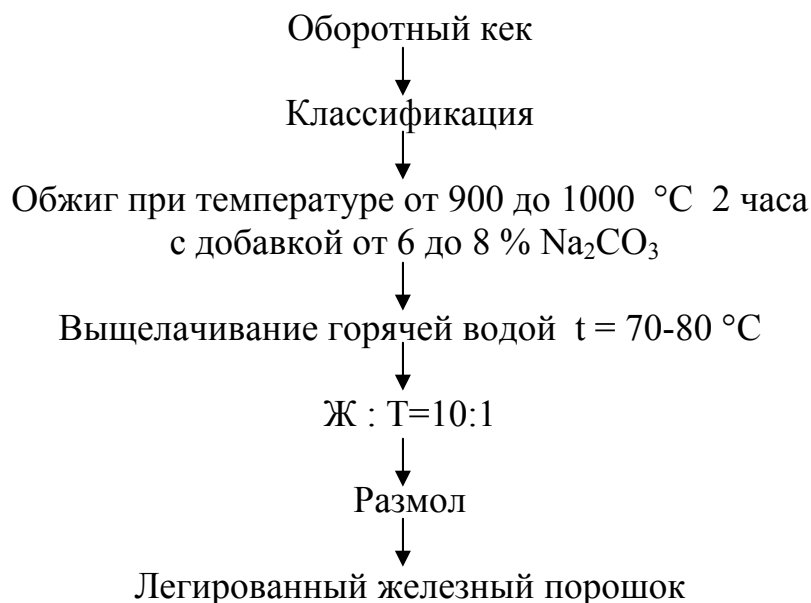 Оборотный кек
Классификация
Обжиг при температуре от 900 до 1000 °С 2 часа
с добавкой от 6 до 8 % Na₂CO₃
Выщелачивание горячей водой t = 70-80 °С
Ж : Т=10:1
Размол
Легированный железный порошок